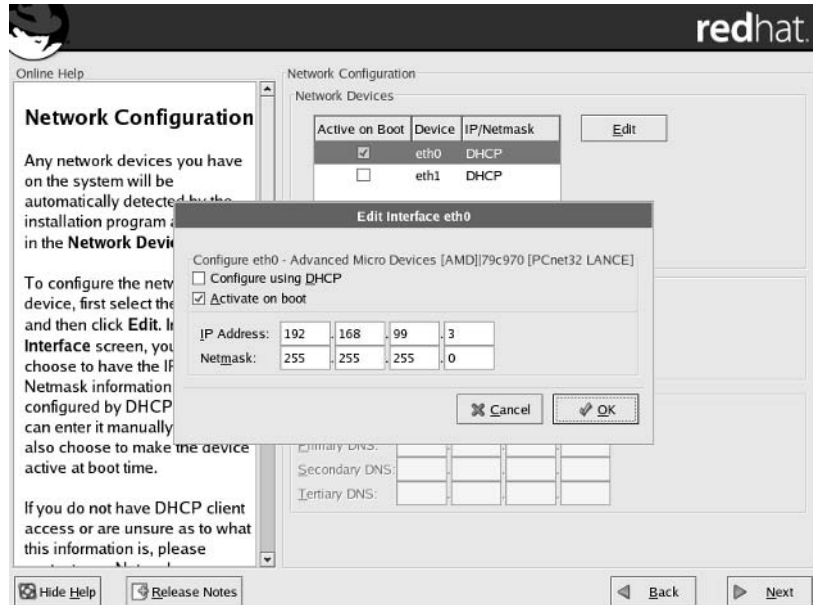 redhat.
Online Help
Network Configuration
Any network devices you have
on the system will be
automatically detected by the
installation program
in the Network Devi
To configure the netw
device, first select the
and then click Edit. I
Interface screen, you
choose to have the IP
Netmask information
configured by DHCP
can enter it manually
also choose to make the device
active at boot time.
If you do not have DHCP client
access or are unsure as to what
this information is, please
Network Configuration
Network Devices
Active on Boot Device IP/Netmask
eth0 DHCP
eth1 DHCP
Edit
Edit Interface eth0
Configure eth0 - Advanced Micro Devices [AMD]|79c970 [PCnet32 LANCE]
Configure using DHCP
Activate on boot
IP Address: 192 . 168 . 99 . 3
Netmask: 255 . 255 . 255 . 0
Cancel
OK
Primary DNS:
Secondary DNS:
Tertiary DNS:
Hide Help
Release Notes
Back
Next